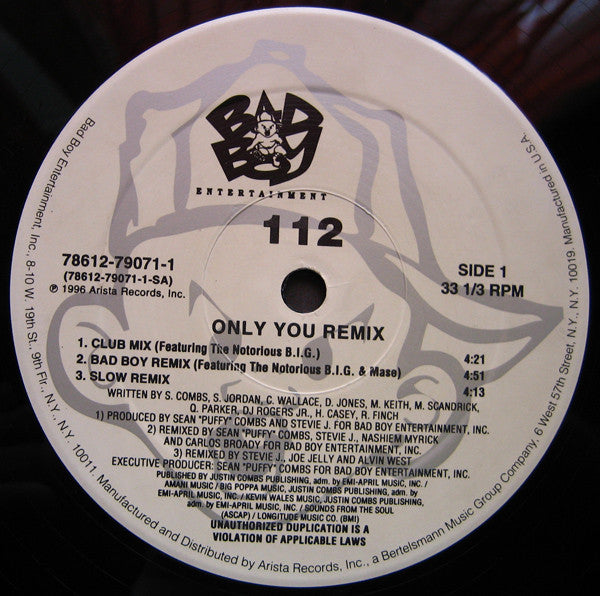 BAD BOY
ENTERTAINMENT
112
78612-79071-1
(78612-79071-1-SA)
℗ 1996 Arista Records, Inc.
SIDE 1
33 1/3 RPM
ONLY YOU REMIX
1. CLUB MIX (Featuring The Notorious B.I.G.) 4:21
2. BAD BOY REMIX (Featuring The Notorious B.I.G. & Mase) 4:51
3. SLOW REMIX 4:13
WRITTEN BY S. COMBS, S. JORDAN, C. WALLACE, D. JONES, M. KEITH, M. SCANDRICK,
Q. PARKER, DJ ROGERS JR., H. CASEY, R. FINCH
1) PRODUCED BY SEAN "PUFFY" COMBS AND STEVIE J. FOR BAD BOY ENTERTAINMENT, INC.
2) REMIXED BY SEAN "PUFFY" COMBS, STEVIE J., NASHIEM MYRICK
AND CARLOS BROADY FOR BAD BOY ENTERTAINMENT, INC.
3) REMIXED BY STEVIE J., JOE JELLY AND ALVIN WEST
EXECUTIVE PRODUCER: SEAN "PUFFY" COMBS FOR BAD BOY ENTERTAINMENT, INC.
PUBLISHED BY JUSTIN COMBS PUBLISHING, adm. by EMI-APRIL MUSIC, INC. /
AMANI MUSIC / BIG POPPA MUSIC, JUSTIN COMBS PUBLISHING, adm. by
EMI-APRIL MUSIC, INC. / KEVIN WALES MUSIC, JUSTIN COMBS PUBLISHING,
adm. by EMI-APRIL MUSIC, INC. / SOUNDS FROM THE SOUL
(ASCAP) / LONGITUDE MUSIC CO. (BMI)
UNAUTHORIZED DUPLICATION IS A
VIOLATION OF APPLICABLE LAWS
Bad Boy Entertainment, Inc., 8-10 W. 19th St., 9th Flr., N.Y., N.Y. 10011. Manufactured and Distributed by Arista Records, Inc., a Bertelsmann Music Group Company, 6 West 57th Street, N.Y., N.Y. 10019. Manufactured in U.S.A.